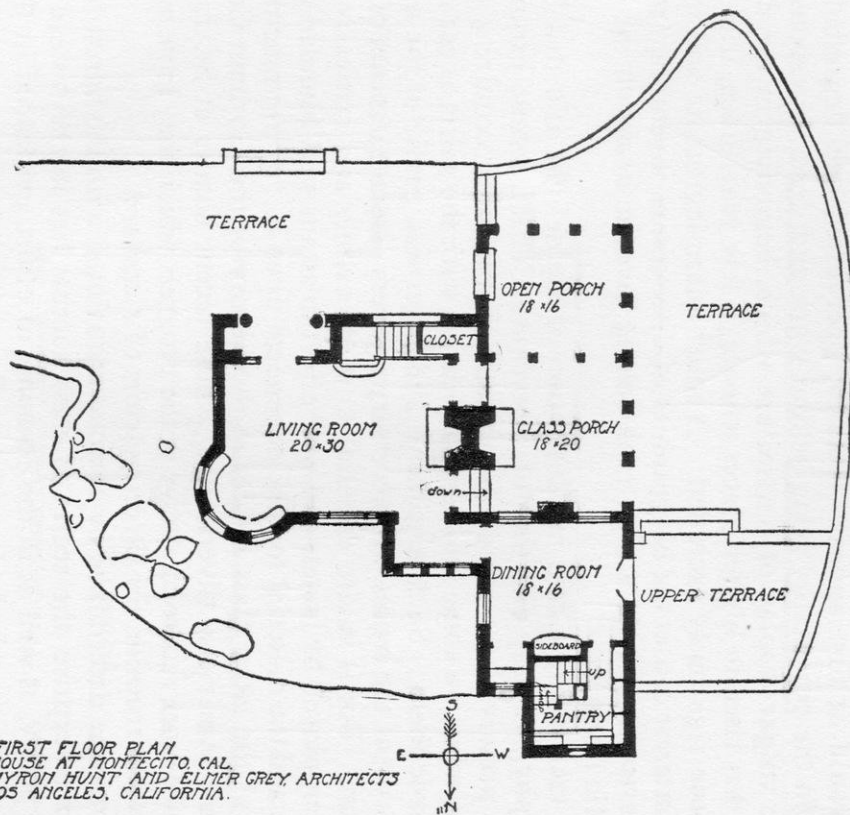 TERRACE
OPEN PORCH
18×16
TERRACE
CLOSET
LIVING ROOM
20×30
GLASS PORCH
18×20
down
DINING ROOM
18×16
UPPER TERRACE
SIDEBOARD
up
PANTRY
S
E W
N
FIRST FLOOR PLAN
HOUSE AT MONTECITO, CAL.
MYRON HUNT AND ELMER GREY, ARCHITECTS
LOS ANGELES, CALIFORNIA.